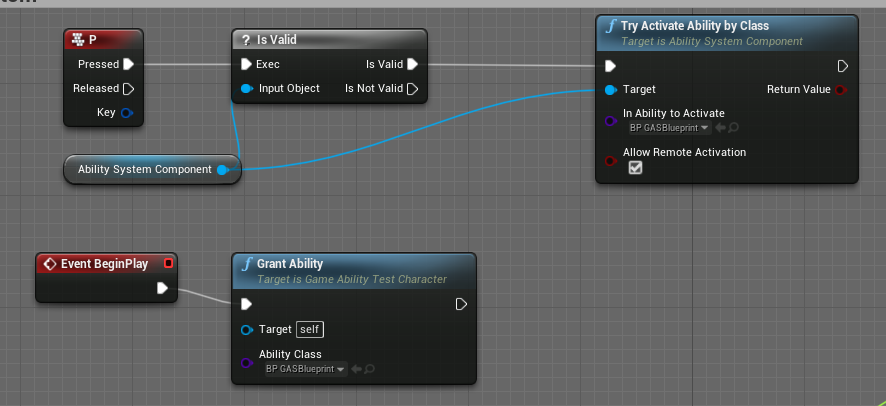 P
Pressed
Released
Key
? Is Valid
Exec
Is Valid
Input Object
Is Not Valid
Ability System Component
f Try Activate Ability by Class
Target is Ability System Component
Target
Return Value
In Ability to Activate
BP GASBlueprint
Allow Remote Activation
Event BeginPlay
f Grant Ability
Target is Game Ability Test Character
Target self
Ability Class
BP GASBlueprint